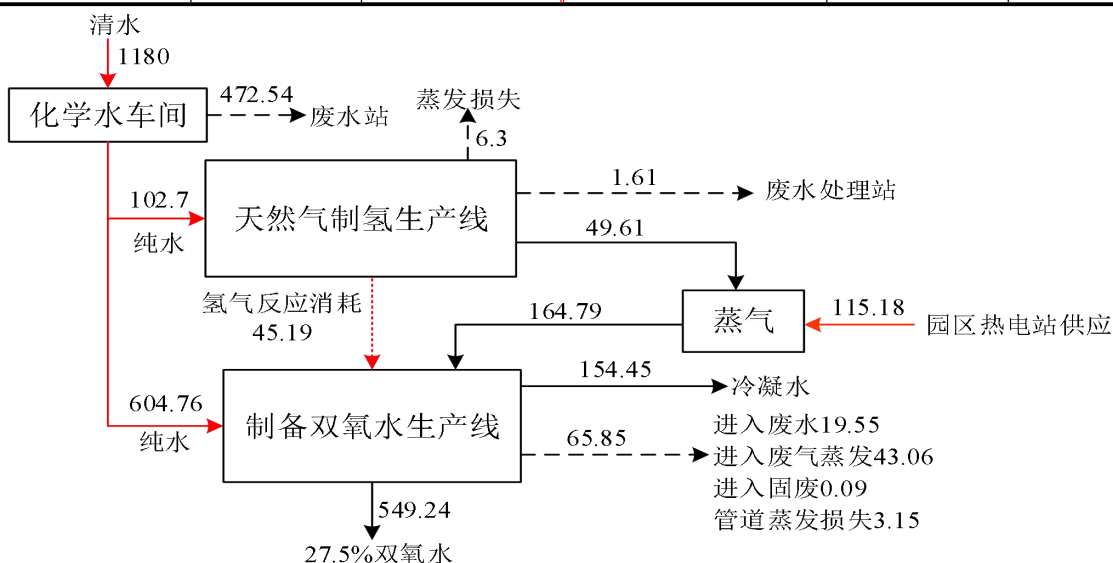 清水
1180
化学水车间
472.54
废水站
蒸发损失
6.3
102.7
纯水
天然气制氢生产线
1.61
废水处理站
49.61
氢气反应消耗
45.19
164.79
蒸气
115.18
园区热电站供应
604.76
纯水
制备双氧水生产线
154.45
冷凝水
65.85
进入废水19.55
进入废气蒸发43.06
进入固废0.09
管道蒸发损失3.15
549.24
27.5%双氧水